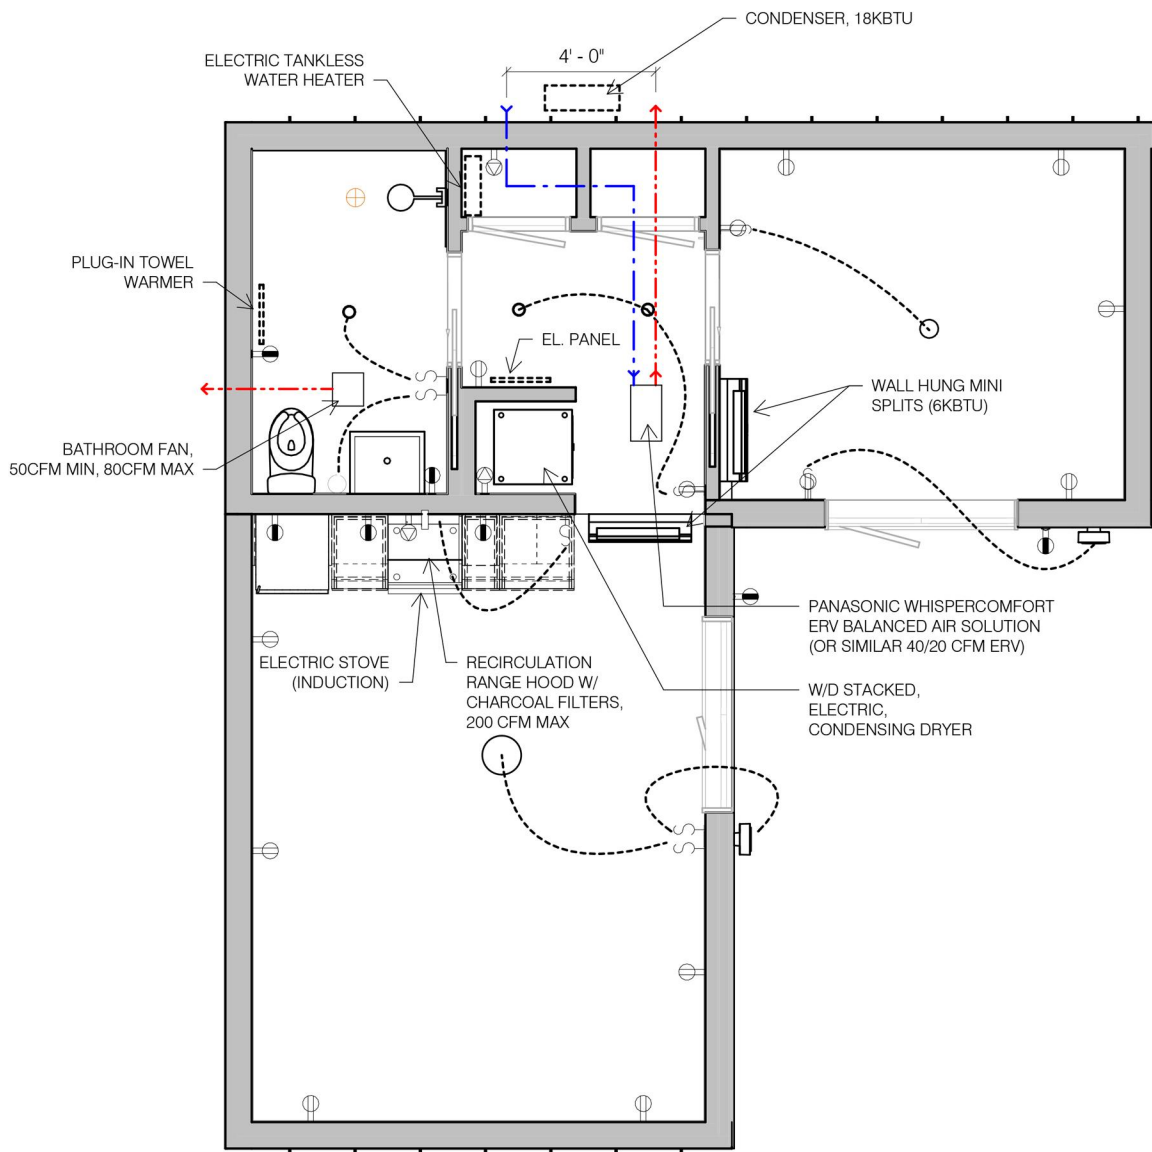 CONDENSER, 18KBTU
4' - 0"
ELECTRIC TANKLESS
WATER HEATER
PLUG-IN TOWEL
WARMER
EL. PANEL
WALL HUNG MINI
SPLITS (6KBTU)
BATHROOM FAN,
50CFM MIN, 80CFM MAX
PANASONIC WHISPERCOMFORT
ERV BALANCED AIR SOLUTION
(OR SIMILAR 40/20 CFM ERV)
ELECTRIC STOVE
(INDUCTION)
RECIRCULATION
RANGE HOOD W/
CHARCOAL FILTERS,
200 CFM MAX
W/D STACKED,
ELECTRIC,
CONDENSING DRYER